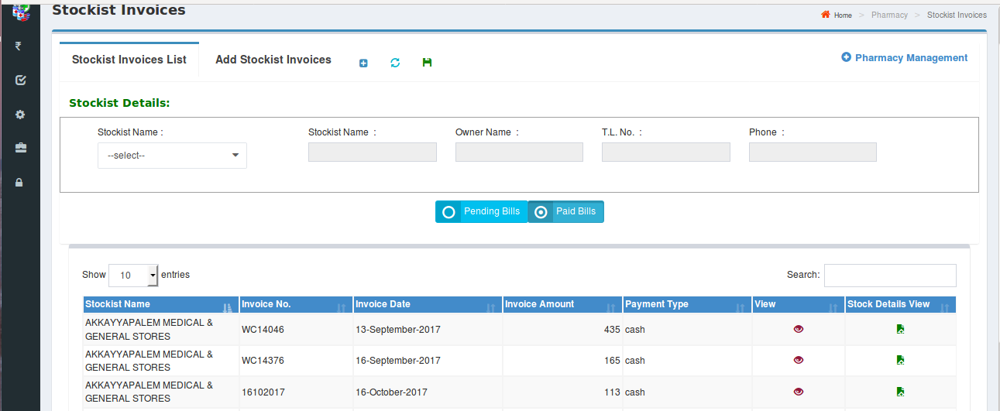 Stockist Invoices
Home > Pharmacy > Stockist Invoices
₹
Stockist Invoices List Add Stockist Invoices Pharmacy Management
Stockist Details:
Stockist Name : Stockist Name : Owner Name : T.L. No. : Phone :
--select--
Pending Bills Paid Bills
Show 10 entries Search:
Stockist Name Invoice No. Invoice Date Invoice Amount Payment Type View Stock Details View
AKKAYYAPALEM MEDICAL &
GENERAL STORES WC14046 13-September-2017 435 cash
AKKAYYAPALEM MEDICAL &
GENERAL STORES WC14376 16-September-2017 165 cash
AKKAYYAPALEM MEDICAL &
GENERAL STORES 16102017 16-October-2017 113 cash